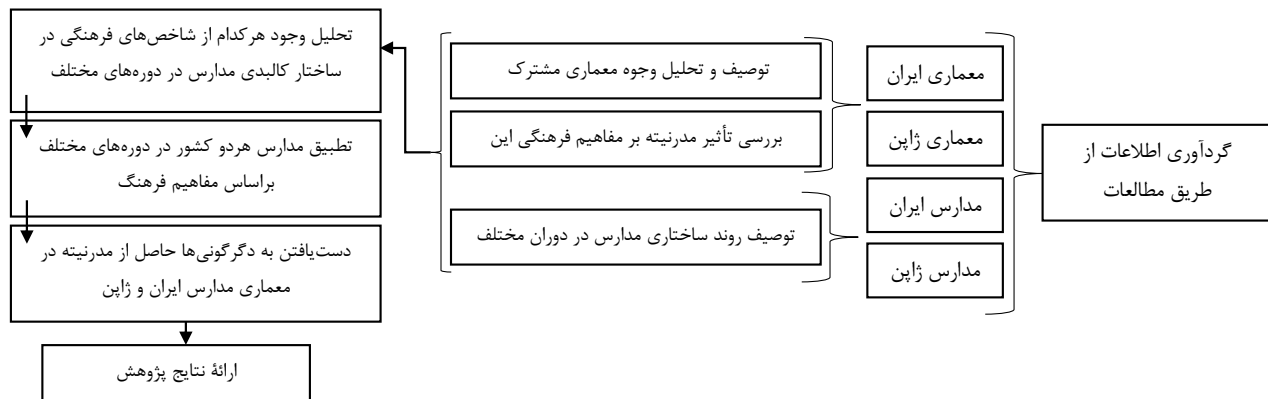 گردآوری اطلاعات از
طریق مطالعات
معماری ایران
معماری ژاپن
مدارس ایران
مدارس ژاپن
توصیف و تحلیل وجوه معماری مشترک
بررسی تأثیر مدرنیته بر مفاهیم فرهنگی این
توصیف روند ساختاری مدارس در دوران مختلف
تحلیل وجود هرکدام از شاخص‌های فرهنگی در
ساختار کالبدی مدارس در دوره‌های مختلف
تطبیق مدارس هردو کشور در دوره‌های مختلف
براساس مفاهیم فرهنگ
دست‌یافتن به دگرگونی‌ها حاصل از مدرنیته در
معماری مدارس ایران و ژاپن
ارائهٔ نتایج پژوهش